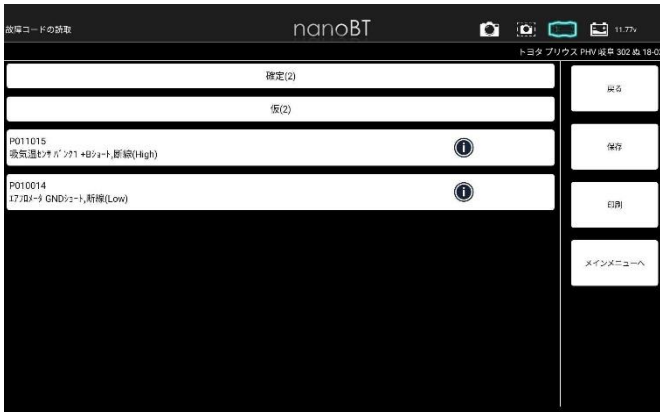 故障コードの読取
nanoBT
11.77v
トヨタ プリウス PHV 岐阜 302 ぬ 18-0
確定(2)
仮(2)
P011015
吸気温ｾﾝｻ ﾊﾞﾝｸ1 +Bｼｮｰﾄ,断線(High)
P010014
ｴｱﾌﾛﾒｰﾀ GNDｼｮｰﾄ,断線(Low)
戻る
保存
印刷
メインメニューへ